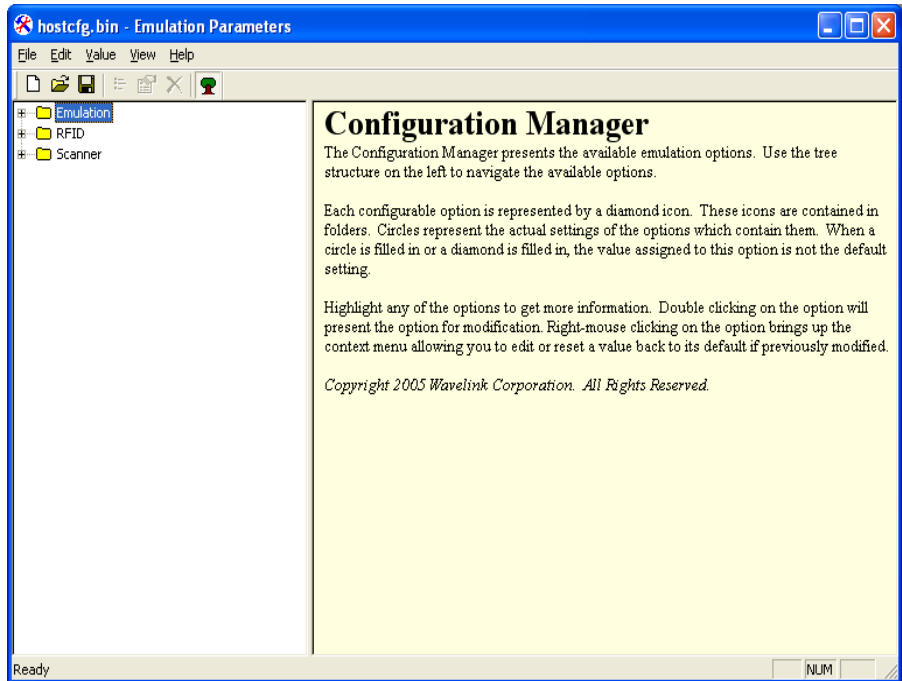 hostcfg.bin - Emulation Parameters
File Edit Value View Help
Emulation
RFID
Scanner
Configuration Manager
The Configuration Manager presents the available emulation options. Use the tree
structure on the left to navigate the available options.
Each configurable option is represented by a diamond icon. These icons are contained in
folders. Circles represent the actual settings of the options which contain them. When a
circle is filled in or a diamond is filled in, the value assigned to this option is not the default
setting.
Highlight any of the options to get more information. Double clicking on the option will
present the option for modification. Right-mouse clicking on the option brings up the
context menu allowing you to edit or reset a value back to its default if previously modified.
Copyright 2005 Wavelink Corporation. All Rights Reserved.
Ready
NUM